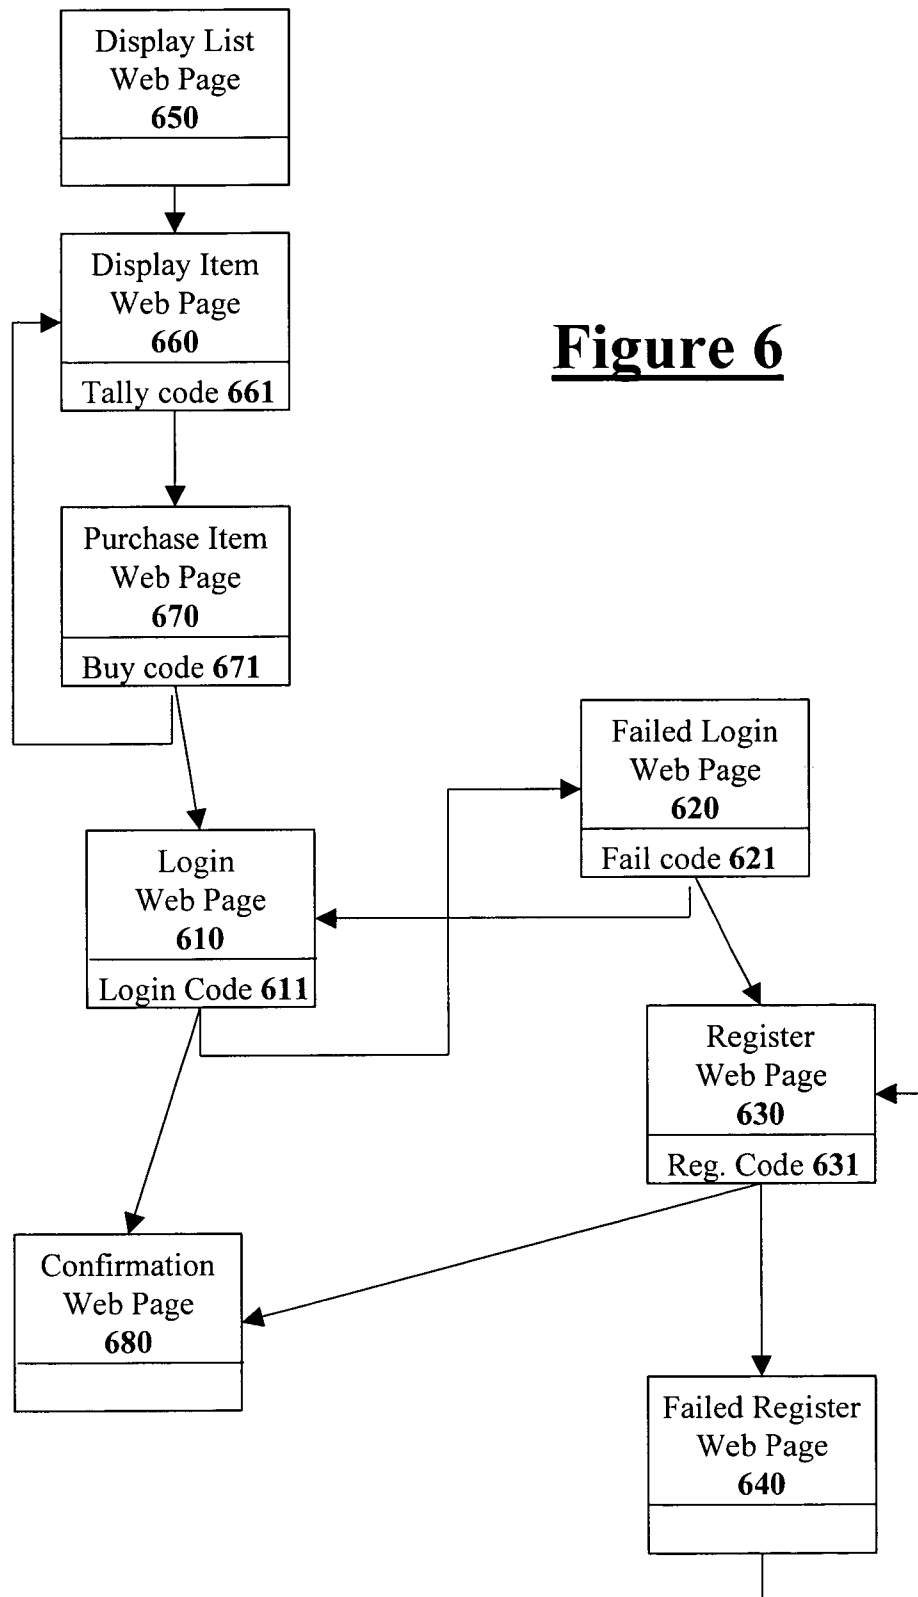 Display List
Web Page
650
Display Item
Web Page
660
Tally code 661
Figure 6
Purchase Item
Web Page
670
Buy code 671
Failed Login
Web Page
620
Fail code 621
Login
Web Page
610
Login Code 611
Register
Web Page
630
Reg. Code 631
Confirmation
Web Page
680
Failed Register
Web Page
640